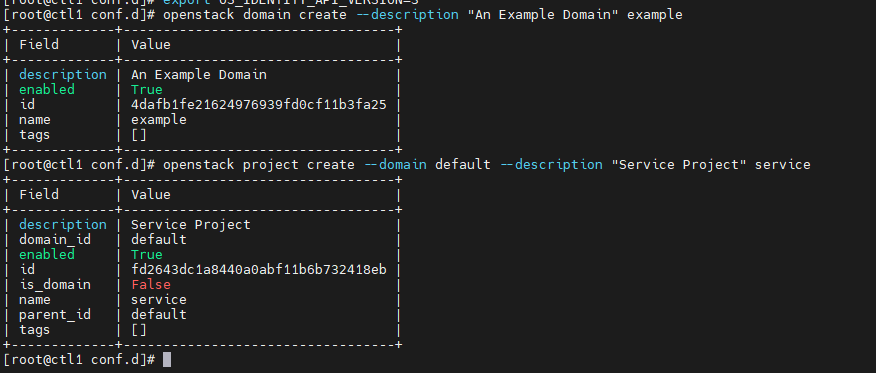 [root@ctl1 conf.d]# export OS_IDENTITY_API_VERSION=3
[root@ctl1 conf.d]# openstack domain create --description "An Example Domain" example
+-------------+----------------------------------+
| Field       | Value                            |
+-------------+----------------------------------+
| description | An Example Domain                |
| enabled     | True                             |
| id          | 4dafb1fe21624976939fd0cf11b3fa25 |
| name        | example                          |
| tags        | []                               |
+-------------+----------------------------------+
[root@ctl1 conf.d]# openstack project create --domain default --description "Service Project" service
+-------------+----------------------------------+
| Field       | Value                            |
+-------------+----------------------------------+
| description | Service Project                  |
| domain_id   | default                          |
| enabled     | True                             |
| id          | fd2643dc1a8440a0abf11b6b732418eb |
| is_domain   | False                            |
| name        | service                          |
| parent_id   | default                          |
| tags        | []                               |
+-------------+----------------------------------+
[root@ctl1 conf.d]#